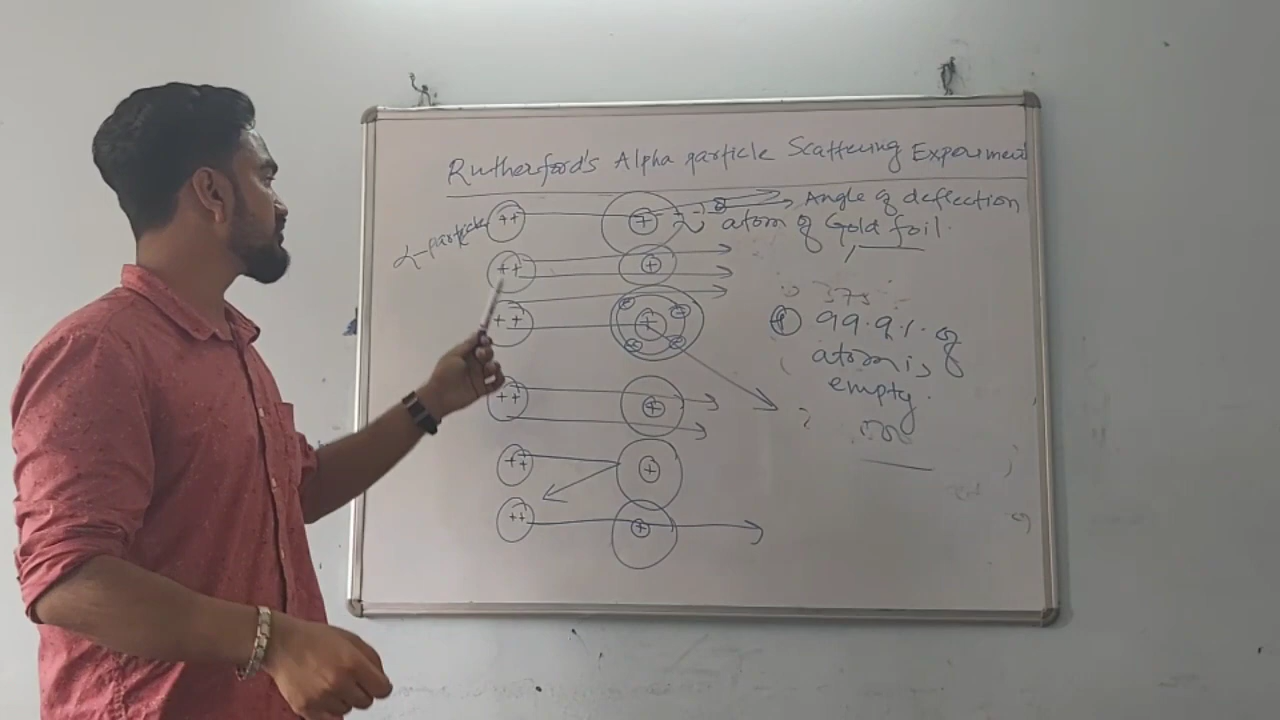 Rutherford's Alpha particle Scattering Experiment
α-particle
Angle of deflection
atom of Gold foil.
① 99.9% of
atom is
empty.